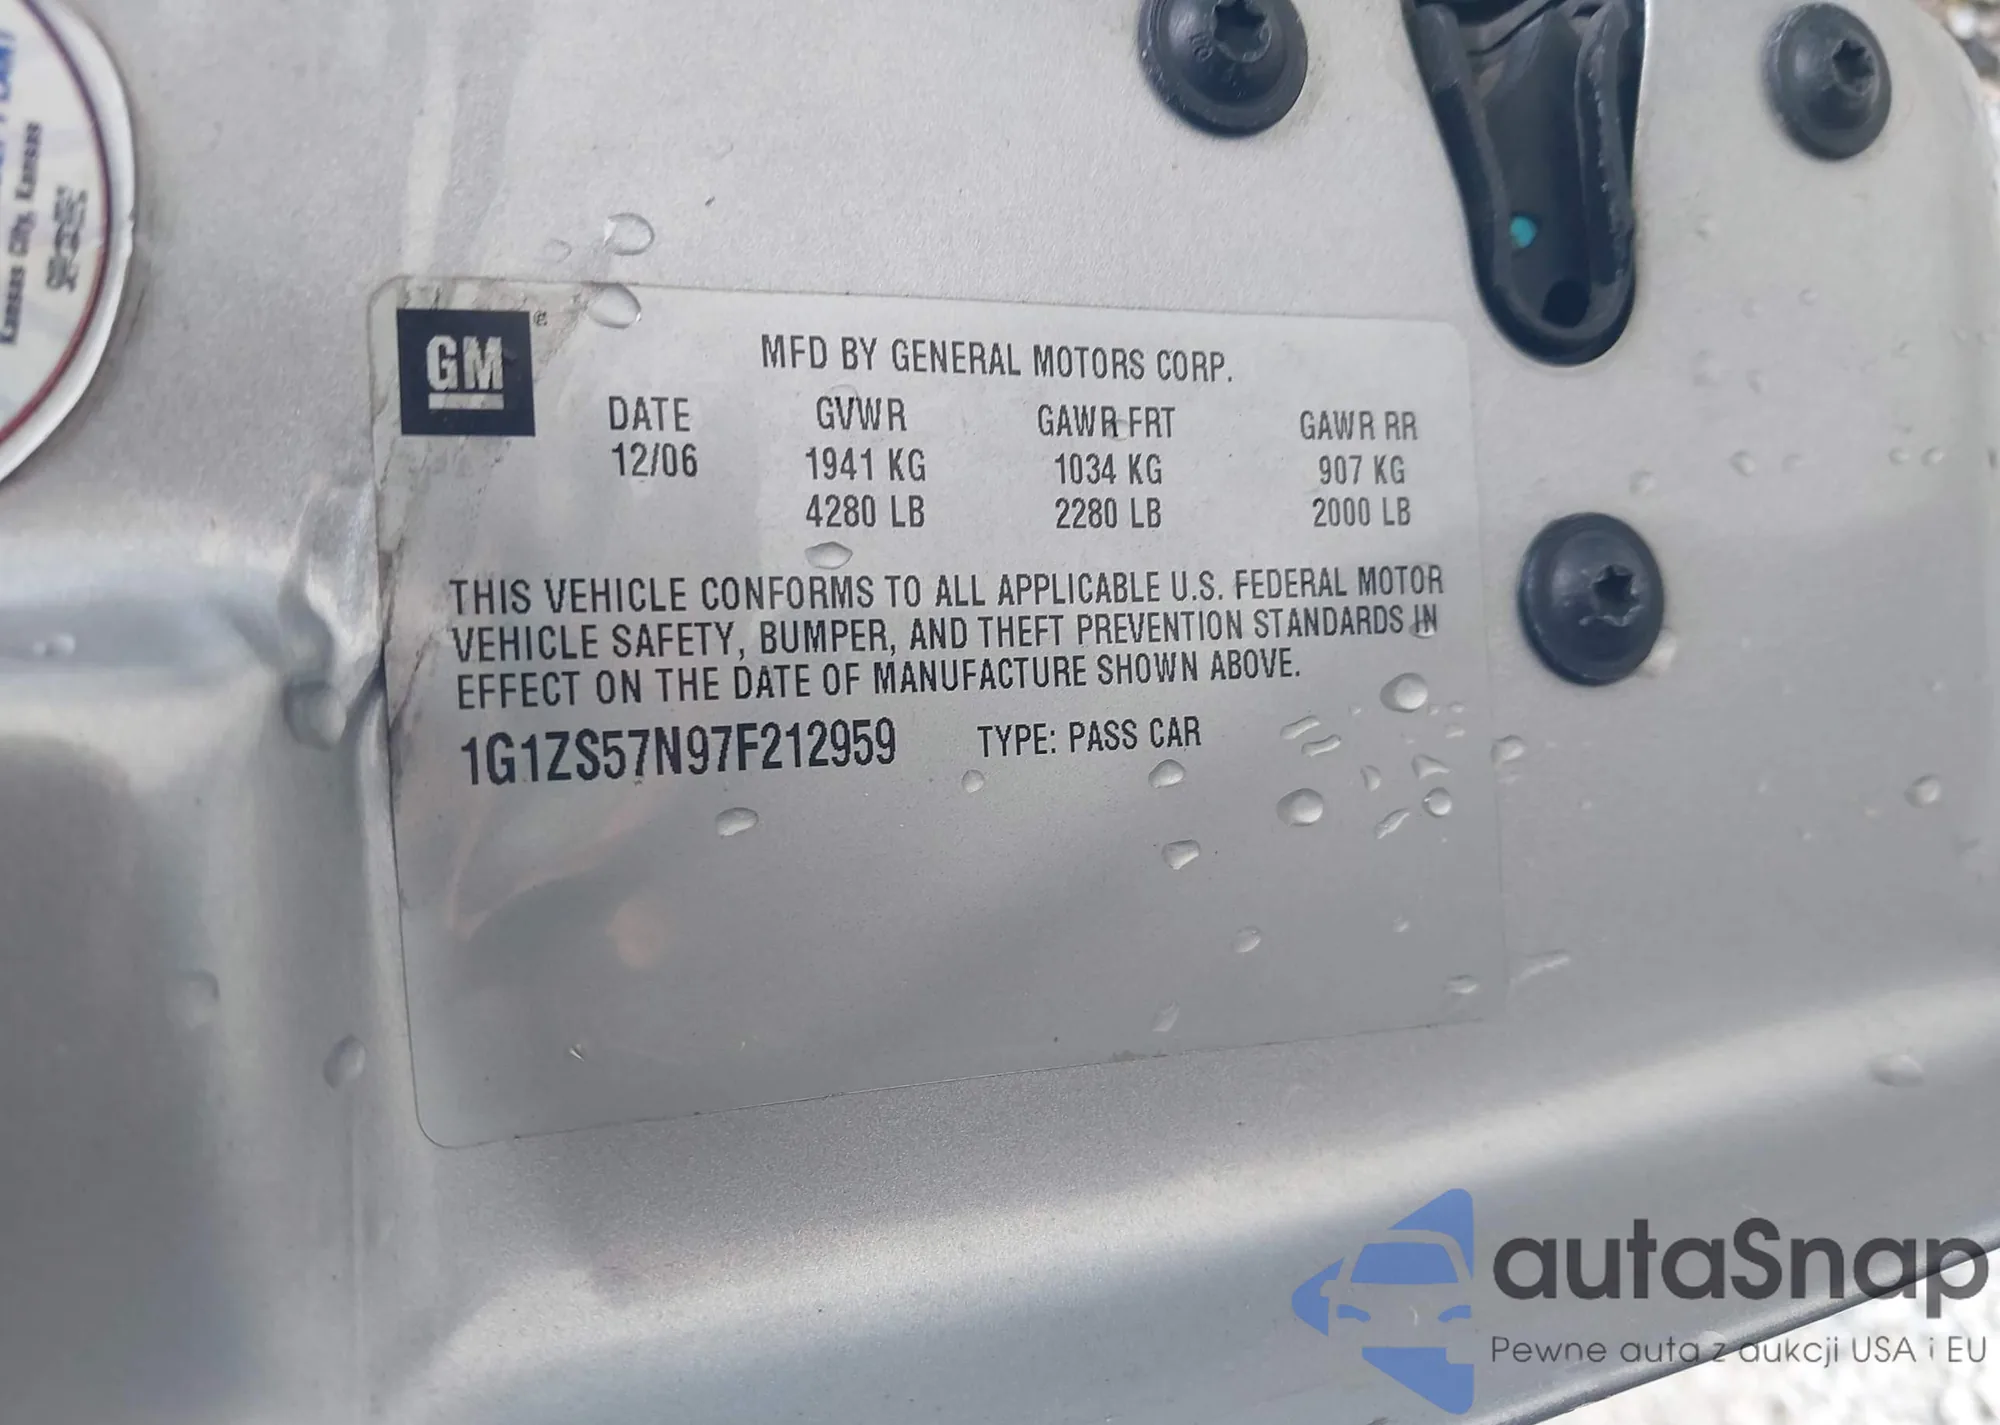 Kansas City, Kansas
GM®
MFD BY GENERAL MOTORS CORP.
DATE GVWR GAWR FRT GAWR RR
12/06 1941 KG 1034 KG 907 KG
4280 LB 2280 LB 2000 LB
THIS VEHICLE CONFORMS TO ALL APPLICABLE U.S. FEDERAL MOTOR
VEHICLE SAFETY, BUMPER, AND THEFT PREVENTION STANDARDS IN
EFFECT ON THE DATE OF MANUFACTURE SHOWN ABOVE.
1G1ZS57N97F212959 TYPE: PASS CAR
autaSnap
Pewne auta z aukcji USA i EU